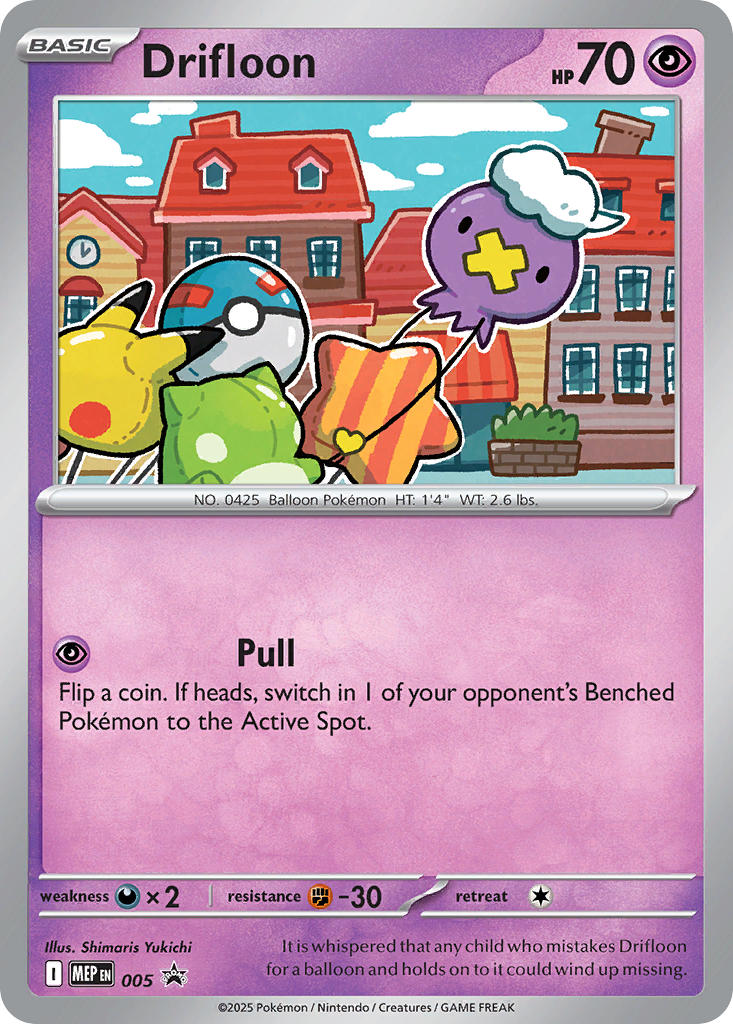 BASIC
Drifloon
HP 70
NO. 0425 Balloon Pokémon HT: 1'4" WT: 2.6 lbs.
Pull
Flip a coin. If heads, switch in 1 of your opponent's Benched
Pokémon to the Active Spot.
weakness ×2 resistance -30 retreat
Illus. Shimaris Yukichi
It is whispered that any child who mistakes Drifloon
for a balloon and holds on to it could wind up missing.
I MEP EN 005 PROMO
©2025 Pokémon / Nintendo / Creatures / GAME FREAK